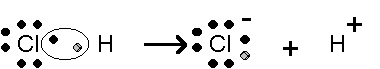 Cl H → Cl - + H +